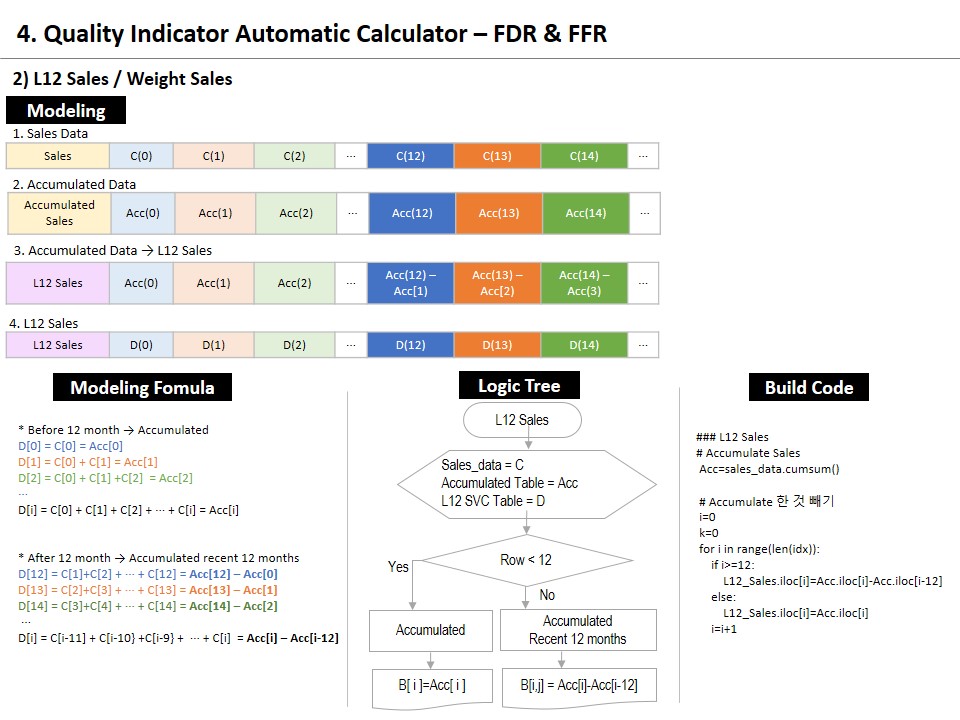 4. Quality Indicator Automatic Calculator – FDR & FFR
2) L12 Sales / Weight Sales
Modeling
1. Sales Data
Sales C(0) C(1) C(2) ... C(12) C(13) C(14) ...
2. Accumulated Data
Accumulated
Sales
Acc(0) Acc(1) Acc(2) ... Acc(12) Acc(13) Acc(14) ...
3. Accumulated Data → L12 Sales
L12 Sales Acc(0) Acc(1) Acc(2) ...
Acc(12) –
Acc[1)
Acc(13) –
Acc[2)
Acc(14) –
Acc(3)
...
4. L12 Sales
L12 Sales D(0) D(1) D(2) ... D(12) D(13) D(14) ...
Modeling Fomula
* Before 12 month → Accumulated
D[0] = C[0] = Acc[0]
D[1] = C[0] + C[1] = Acc[1]
D[2] = C[0] + C[1] +C[2] = Acc[2]
...
D[i] = C[0] + C[1] + C[2] + ··· + C[i] = Acc[i]
* After 12 month → Accumulated recent 12 months
D[12] = C[1]+C[2] + ··· + C[12] = Acc[12] – Acc[0]
D[13] = C[2]+C[3] + ··· + C[13] = Acc[13] – Acc[1]
D[14] = C[3]+C[4] + ··· + C[14] = Acc[14] – Acc[2]
...
D[i] = C[i-11] + C[i-10} +C[i-9} + ··· + C[i] = Acc[i] – Acc[i-12]
Logic Tree
L12 Sales
Sales_data = C
Accumulated Table = Acc
L12 SVC Table = D
Row < 12
Yes
No
Accumulated
Accumulated
Recent 12 months
B[ i ]=Acc[ i ]
B[i,j] = Acc[i]-Acc[i-12]
Build Code
### L12 Sales
# Accumulate Sales
Acc=sales_data.cumsum()
# Accumulate 한 것 빼기
i=0
k=0
for i in range(len(idx)):
if i>=12:
L12_Sales.iloc[i]=Acc.iloc[i]-Acc.iloc[i-12]
else:
L12_Sales.iloc[i]=Acc.iloc[i]
i=i+1